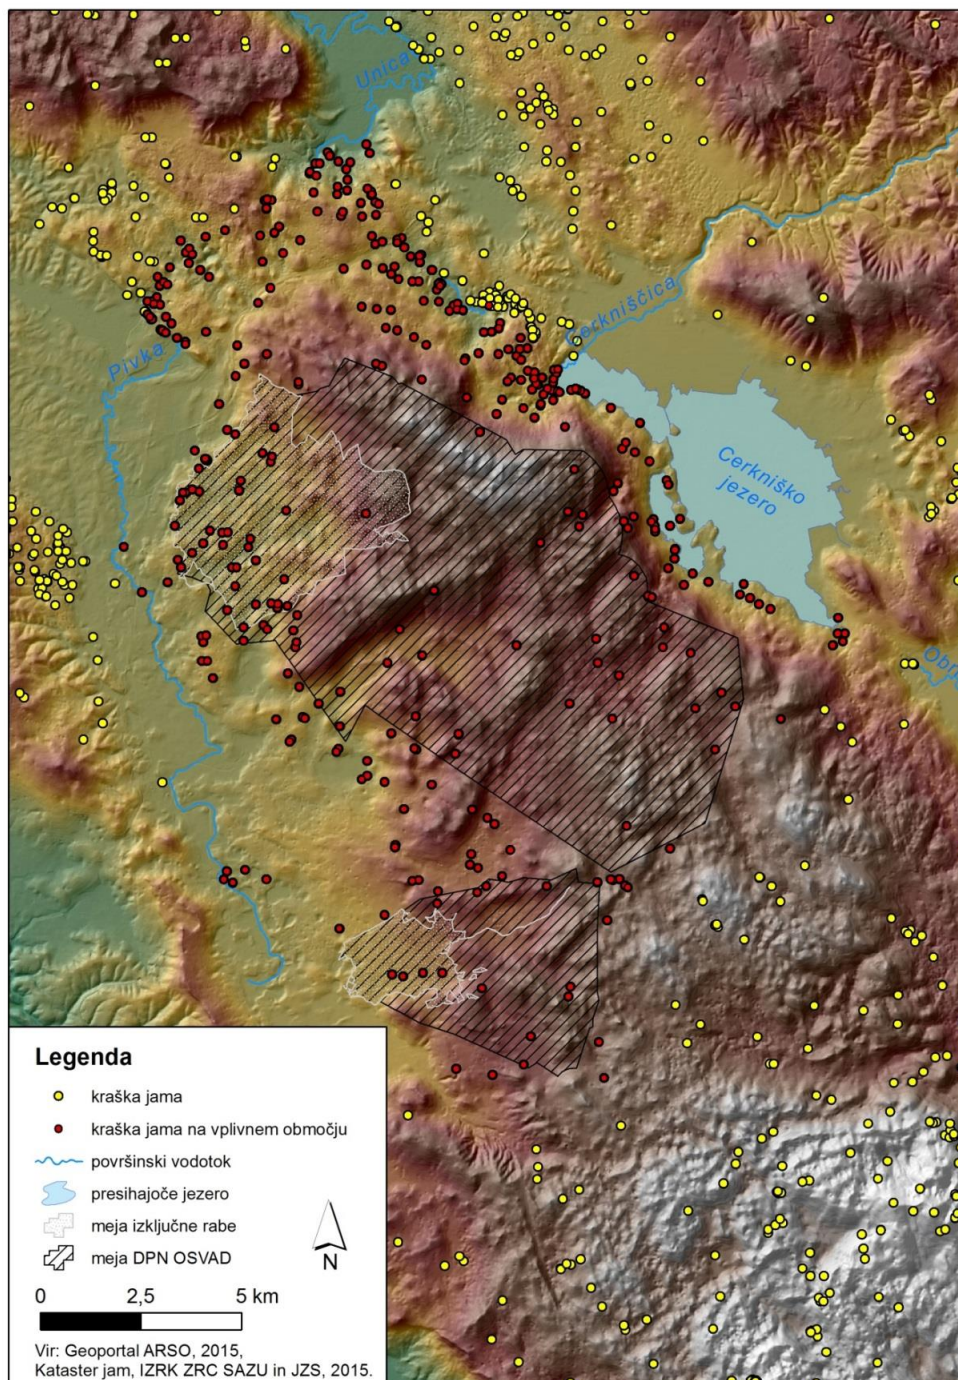 Unica
Cerkniščica
Pivka
Cerkniško
jezero
Obrh
Legenda
kraška jama
kraška jama na vplivnem območju
površinski vodotok
presihajoče jezero
meja izključne rabe
meja DPN OSVAD
N
0 2,5 5 km
Vir: Geoportal ARSO, 2015,
Kataster jam, IZRK ZRC SAZU in JZS, 2015.